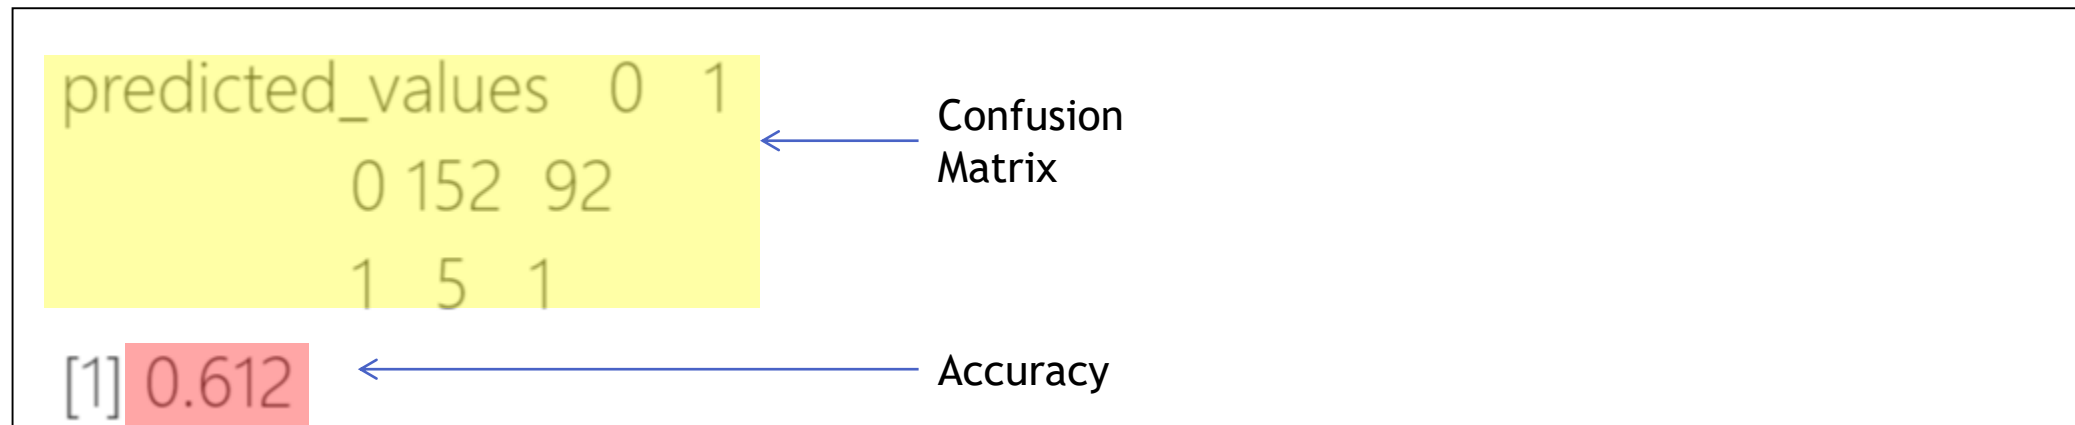 predicted_values 0 1
0 152 92
1 5 1
[1] 0.612
Confusion
Matrix
Accuracy